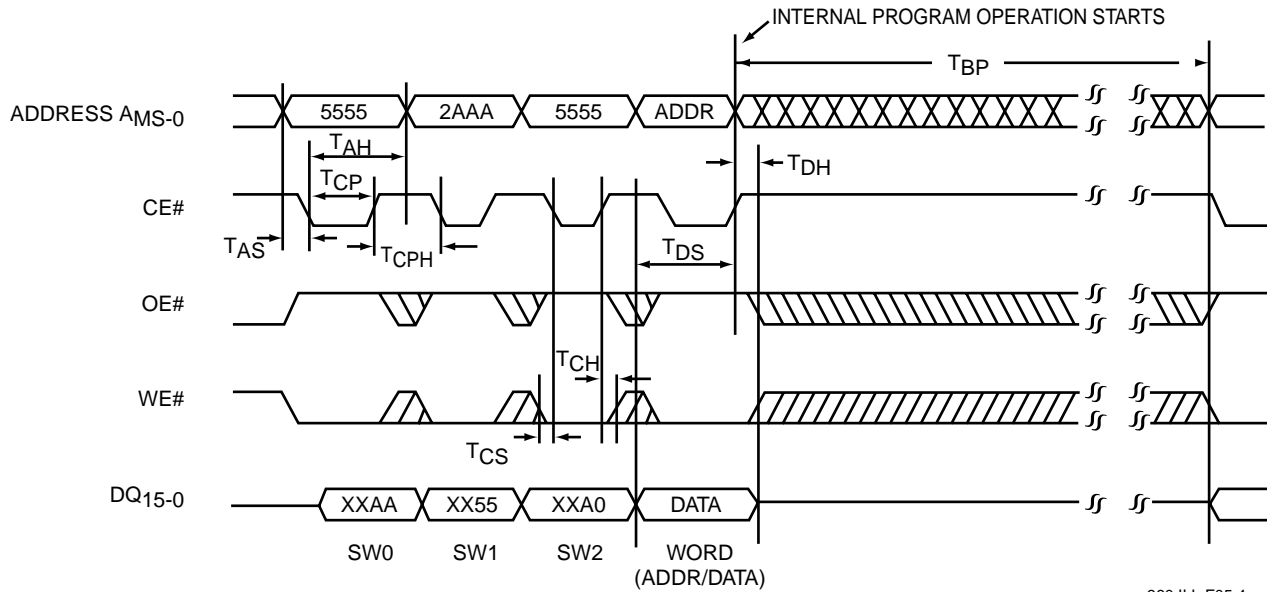 INTERNAL PROGRAM OPERATION STARTS
TBP
ADDRESS AMS-0
5555
2AAA
5555
ADDR
TAH
TDH
TCP
CE#
TAS
TCPH
TDS
OE#
TCH
WE#
TCS
DQ15-0
XXAA
XX55
XXA0
DATA
SW0
SW1
SW2
WORD
(ADDR/DATA)